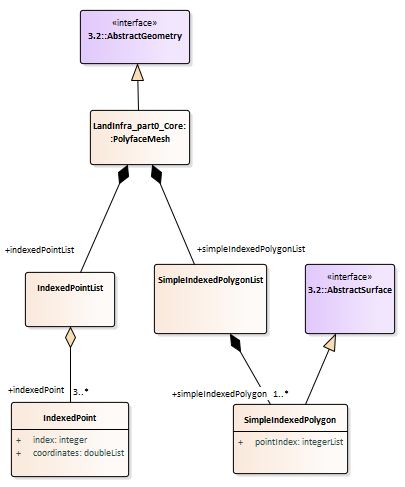 «interface»
3.2::AbstractGeometry
LandInfra_part0_Core:
:PolyfaceMesh
+indexedPointList
+simpleIndexedPolygonList
IndexedPointList
SimpleIndexedPolygonList
«interface»
3.2::AbstractSurface
+indexedPoint 3..*
+simpleIndexedPolygon 1..*
IndexedPoint
+ index: integer
+ coordinates: doubleList
SimpleIndexedPolygon
+ pointIndex: integerList